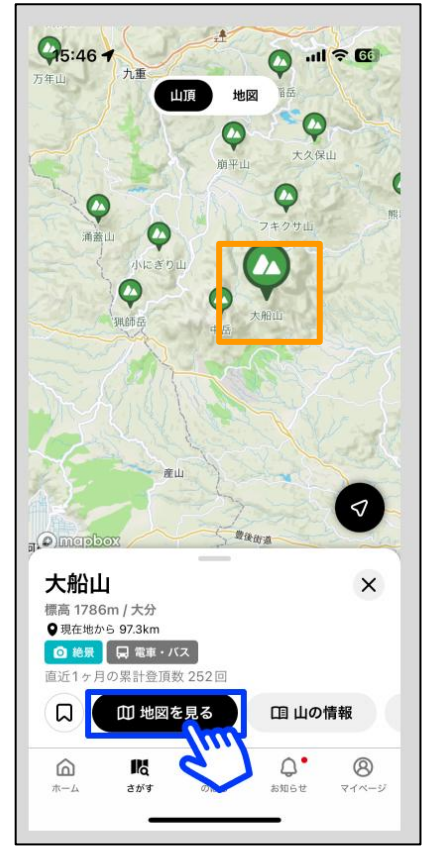 15:46
66
万年山
九重
山頂
地図
大久保山
崩平山
フキクサ山
涌蓋山
小にぎり山
猟師岳
中岳
大船山
産山
豊後街道
mapbox
大船山
標高 1786m / 大分
現在地から 97.3km
絶景
電車・バス
直近1ヶ月の累計登頂数 252回
地図を見る
山の情報
ホーム
さがす
お知らせ
マイページ